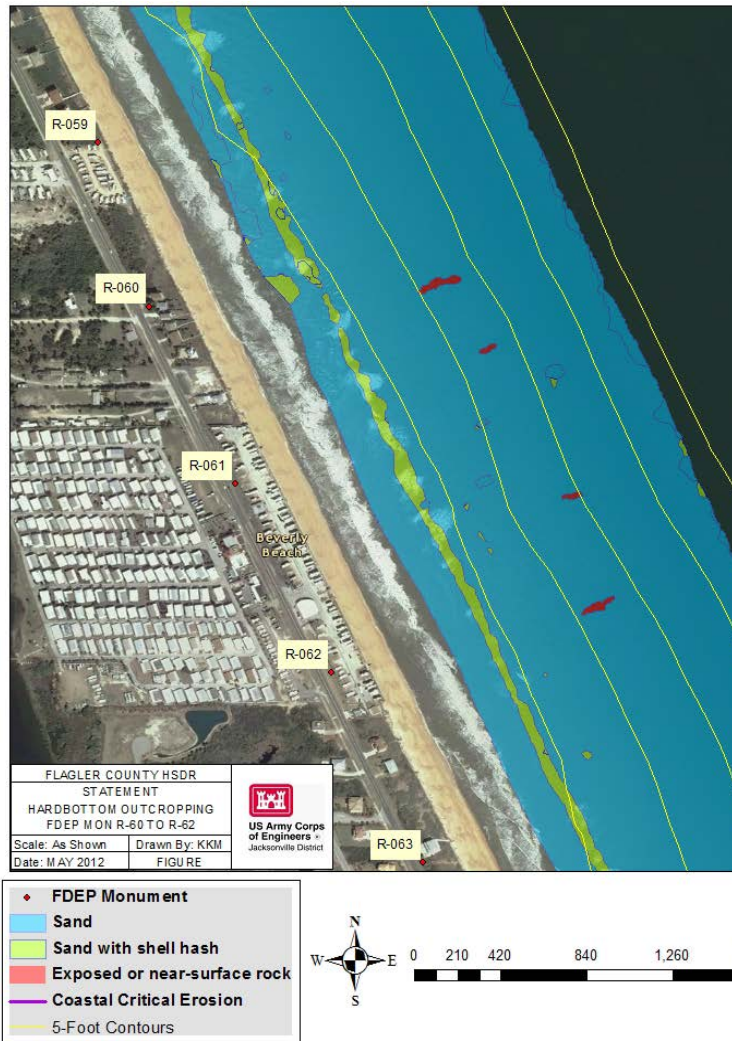 R-059
R-060
R-061
Beverly
Beach
R-062
R-063
FLAGLER COUNTY HSDR
STATEMENT
HARDBOTTOM OUTCROPPING
FDEP MON R-60 TO R-62
Scale: As Shown
Drawn By: KKM
Date: MAY 2012
FIGURE
US Army Corps
of Engineers ®
Jacksonville District
FDEP Monument
Sand
Sand with shell hash
Exposed or near-surface rock
Coastal Critical Erosion
5-Foot Contours
N
W E
S
0 210 420 840 1,260